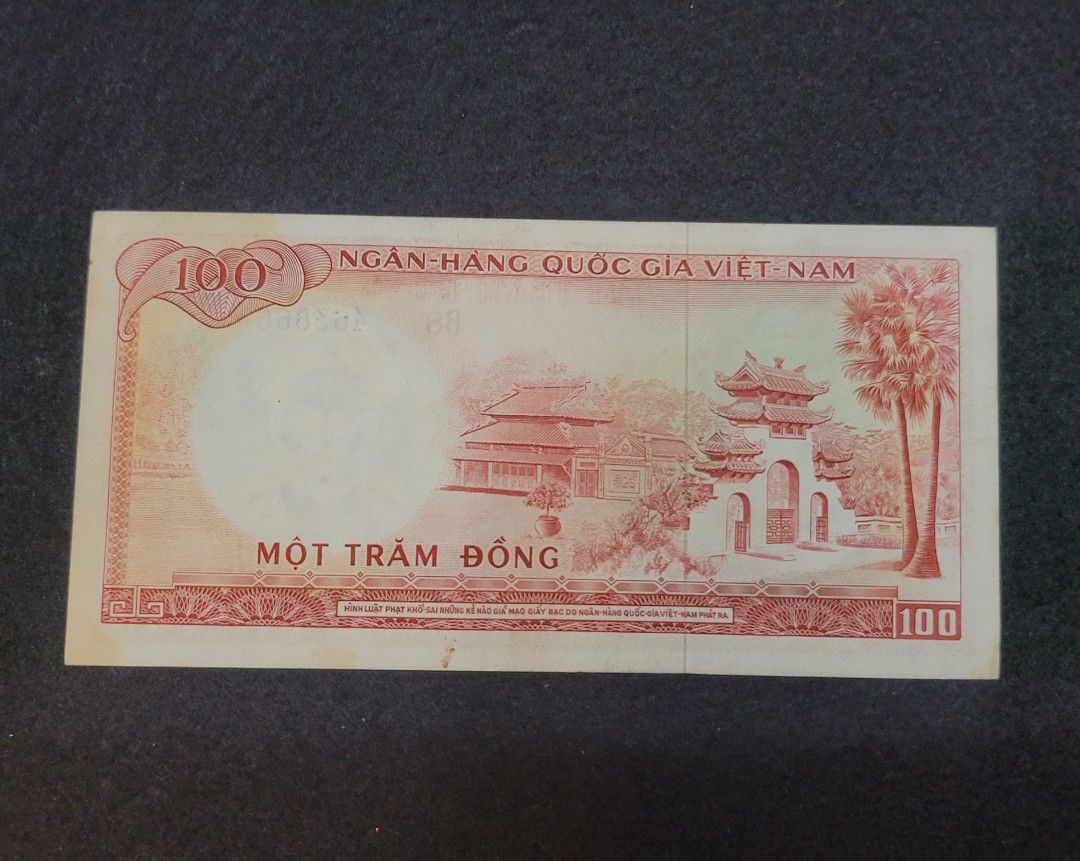 100
NGÂN-HÀNG QUỐC GIA VIỆT-NAM
MỘT TRĂM ĐỒNG
HÌNH LUẬT PHẠT KHỔ-SAI NHỮNG KẺ NÀO GIẢ MẠO GIẤY BẠC DO NGÂN-HÀNG QUỐC-GIA VIỆT-NAM PHÁT RA
100